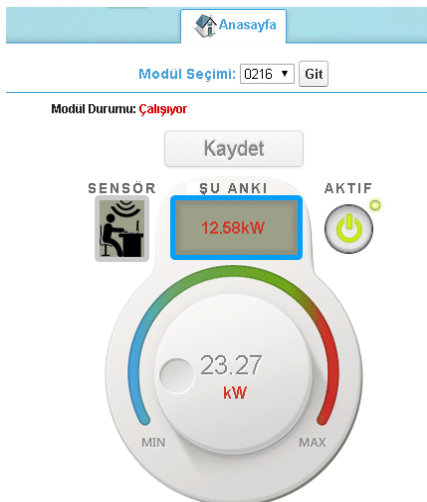 Anasayfa
Modül Seçimi: 0216 Git
Modül Durumu: Çalışıyor
Kaydet
SENSÖR ŞU ANKİ AKTIF
12.58kW
23.27
kW
MIN MAX